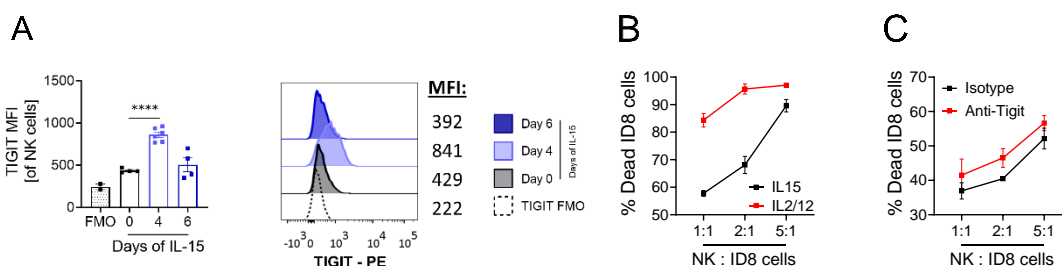 A
TIGIT MFI
[of NK cells]
1500
1000
500
0
****
FMO
0
4
6
Days of IL-15
MFI:
392
841
429
222
-10³
0
10³
10⁴
10⁵
TIGIT - PE
Day 6
Day 4
Day 0
TIGIT FMO
Days of IL-15
B
% Dead ID8 cells
100
90
80
70
60
50
IL15
IL2/12
1:1
2:1
5:1
NK : ID8 cells
C
% Dead ID8 cells
70
60
50
40
30
Isotype
Anti-Tigit
1:1
2:1
5:1
NK : ID8 cells